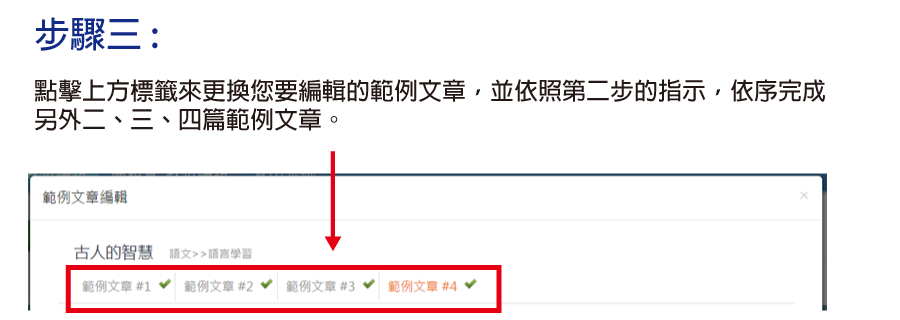 步驟三：
點擊上方標籤來更換您要編輯的範例文章，並依照第二步的指示，依序完成
另外二、三、四篇範例文章。
範例文章編輯 ×
古人的智慧 語文>>語言學習
範例文章 #1 範例文章 #2 範例文章 #3 範例文章 #4